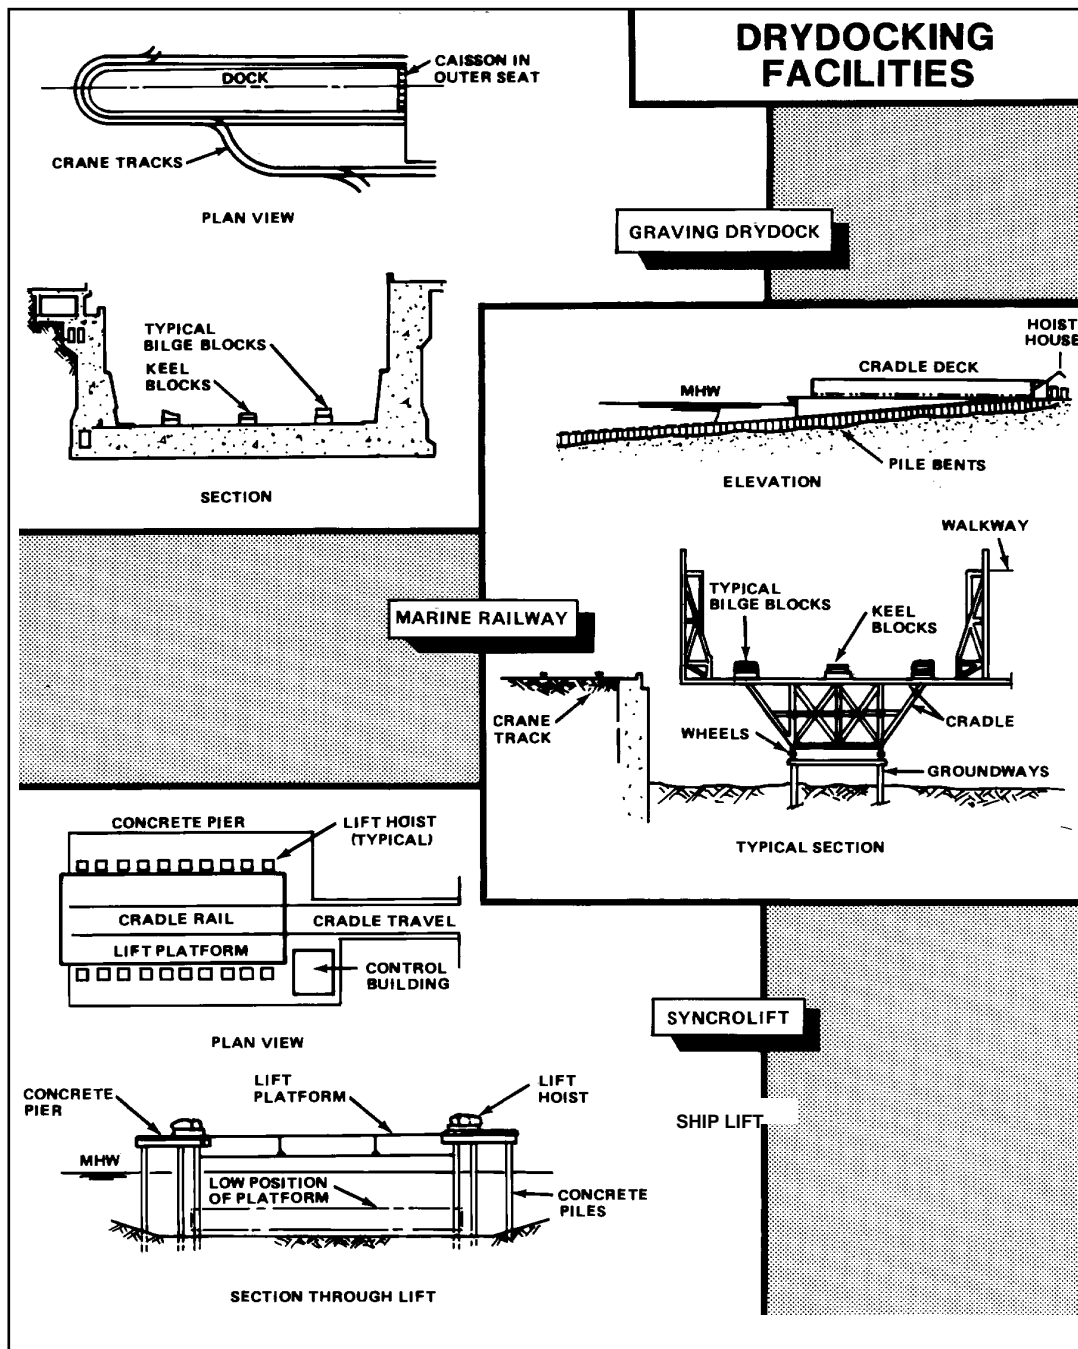 DRYDOCKING
FACILITIES
DOCK
CAISSON IN
OUTER SEAT
CRANE TRACKS
PLAN VIEW
GRAVING DRYDOCK
TYPICAL
BILGE BLOCKS
KEEL
BLOCKS
SECTION
HOIST
HOUSE
CRADLE DECK
MHW
PILE BENTS
ELEVATION
WALKWAY
MARINE RAILWAY
TYPICAL
BILGE BLOCKS
KEEL
BLOCKS
CRANE
TRACK
WHEELS
CRADLE
GROUNDWAYS
TYPICAL SECTION
CONCRETE PIER
LIFT HOIST
(TYPICAL)
CRADLE RAIL
CRADLE TRAVEL
LIFT PLATFORM
CONTROL
BUILDING
PLAN VIEW
SYNCROLIFT
SHIP LIFT
CONCRETE
PIER
LIFT
PLATFORM
LIFT
HOIST
MHW
LOW POSITION
OF PLATFORM
CONCRETE
PILES
SECTION THROUGH LIFT